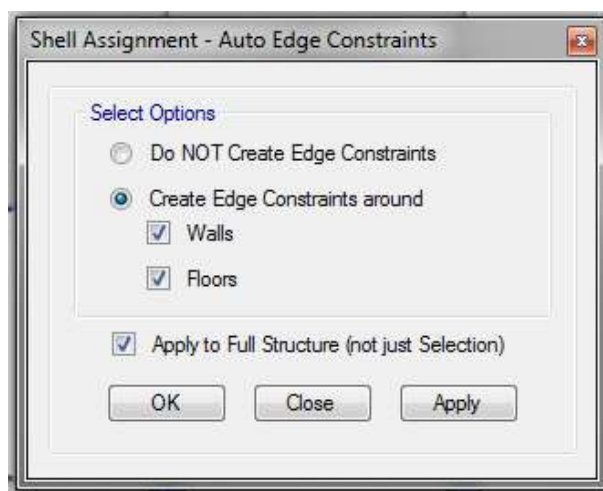 Shell Assignment - Auto Edge Constraints
Select Options
Do NOT Create Edge Constraints
Create Edge Constraints around
Walls
Floors
Apply to Full Structure (not just Selection)
OK Close Apply